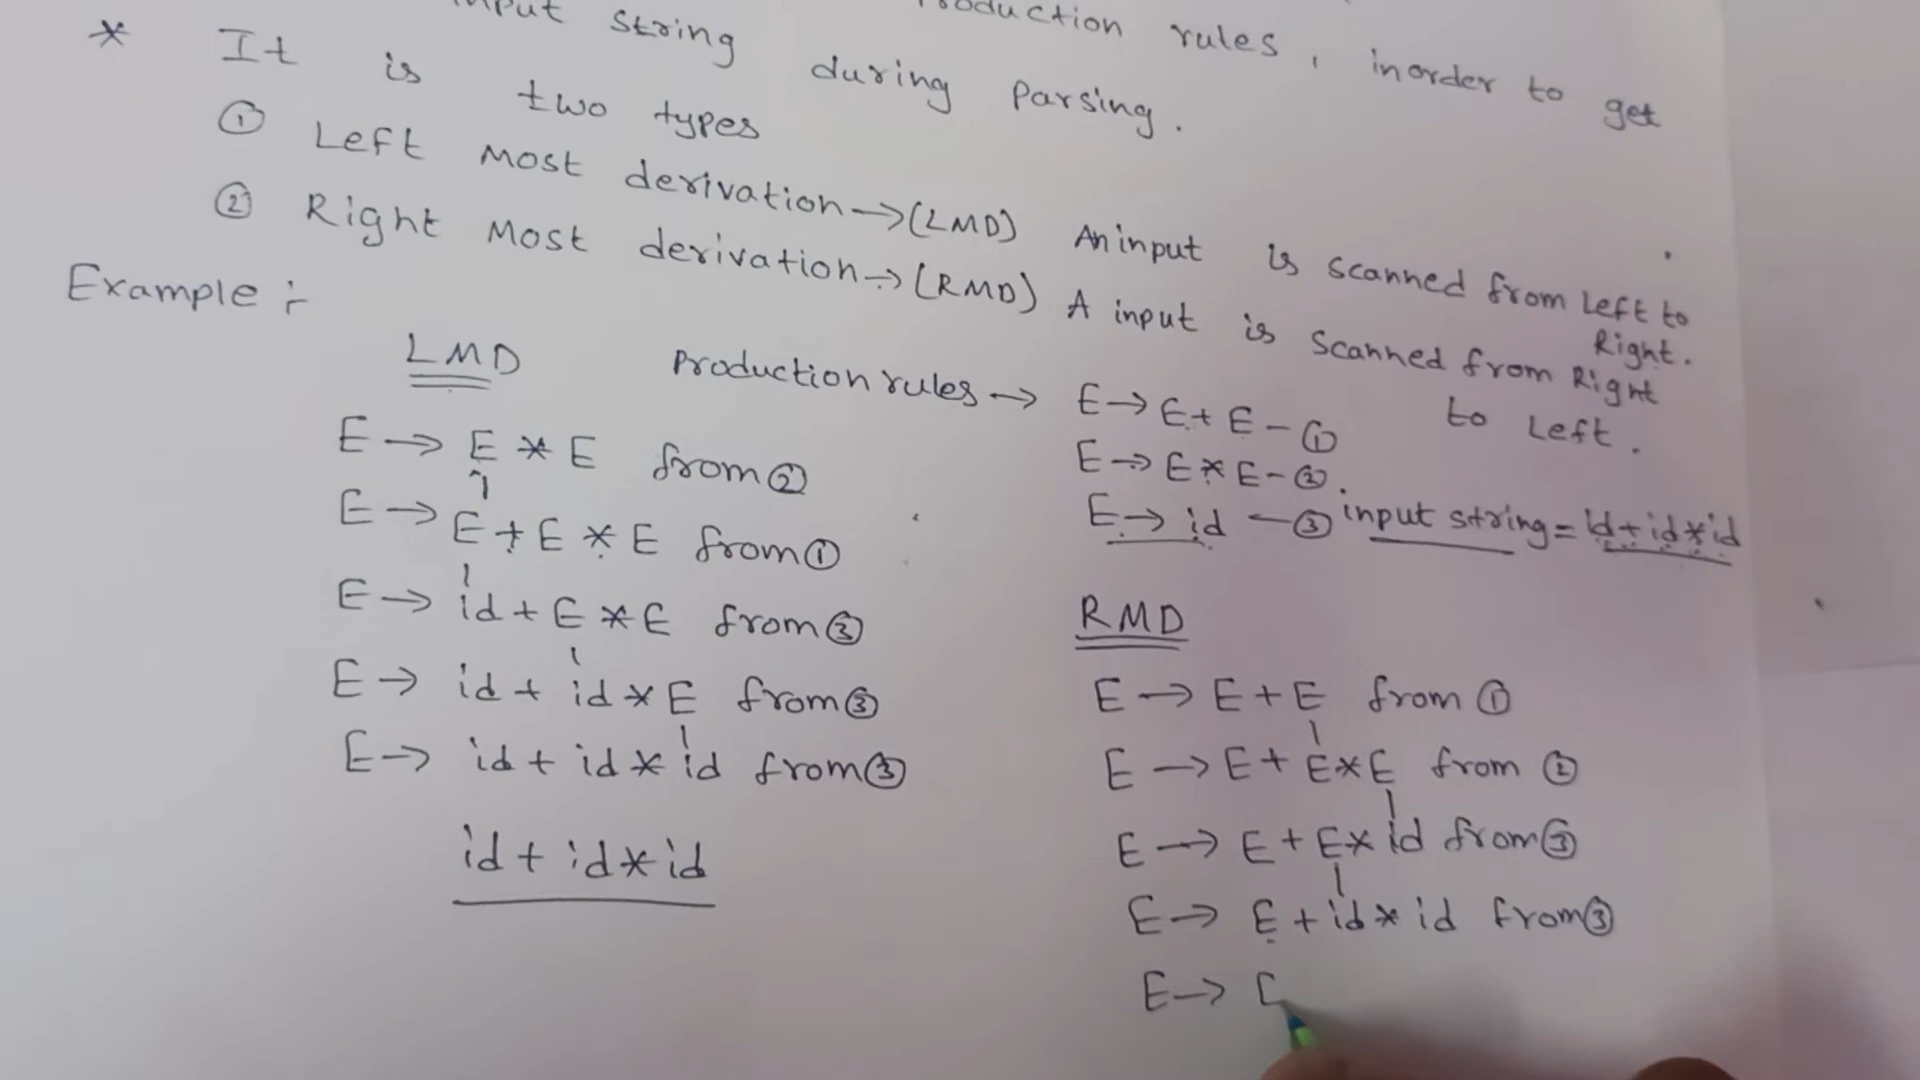 input string during parsing. production rules, inorder to get
* It is two types
① Left most derivation → (LMD) An input is scanned from Left to Right.
② Right most derivation → (RMD) A input is scanned from Right to Left.
Example :-
LMD
Production rules → E → E + E - ①
E → E * E - ②.
E → id - ③ input string = id + id * id
E → E * E from ②
E → E + E * E from ①
E → id + E * E from ③
E → id + id * E from ③
E → id + id * id from ③
id + id * id
RMD
E → E + E from ①
E → E + E * E from ②
E → E + E * id from ③
E → E + id * id from ③
E →